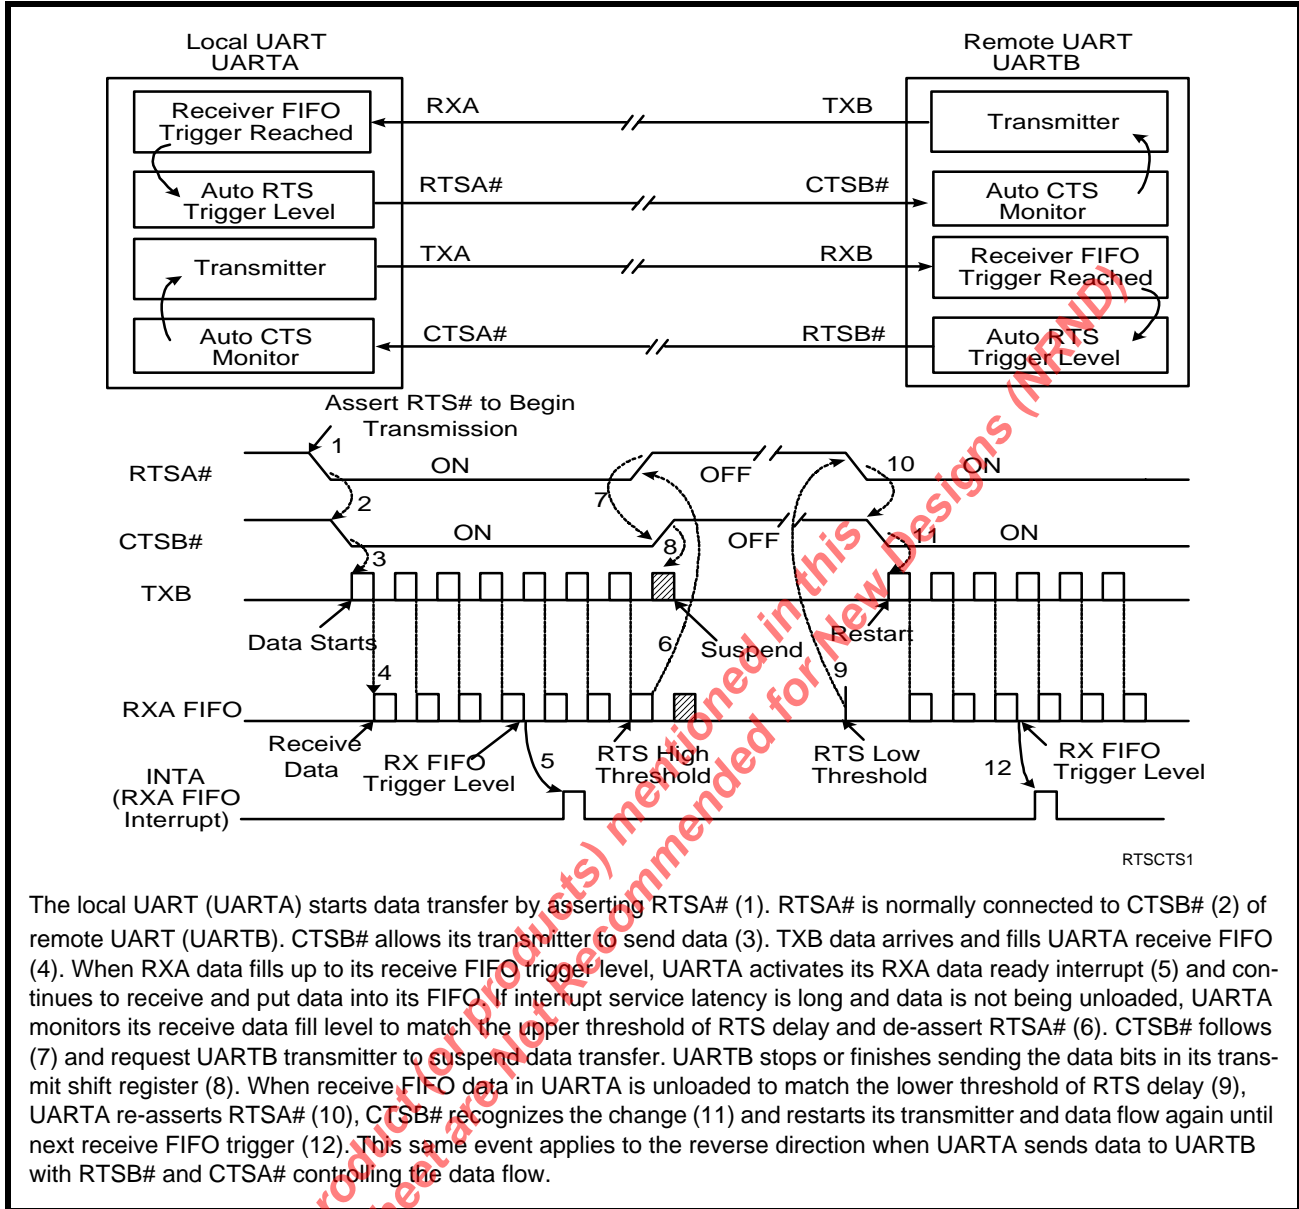 Local UART
UARTA
Remote UART
UARTB
Receiver FIFO
Trigger Reached
RXA
TXB
Transmitter
Auto RTS
Trigger Level
RTSA#
CTSB#
Auto CTS
Monitor
Transmitter
TXA
RXB
Receiver FIFO
Trigger Reached
Auto CTS
Monitor
CTSA#
RTSB#
Auto RTS
Trigger Level
Assert RTS# to Begin
Transmission
1
RTSA#
ON
OFF
10
ON
2
7
CTSB#
ON
OFF
11
ON
3
8
TXB
Data Starts
6
Suspend
Restart
4
9
RXA FIFO
Receive
Data
RX FIFO
Trigger Level
5
RTS High
Threshold
RTS Low
Threshold
12
RX FIFO
Trigger Level
INTA
(RXA FIFO
Interrupt)
RTSCTS1
The local UART (UARTA) starts data transfer by asserting RTSA# (1). RTSA# is normally connected to CTSB# (2) of
remote UART (UARTB). CTSB# allows its transmitter to send data (3). TXB data arrives and fills UARTA receive FIFO
(4). When RXA data fills up to its receive FIFO trigger level, UARTA activates its RXA data ready interrupt (5) and con-
tinues to receive and put data into its FIFO. If interrupt service latency is long and data is not being unloaded, UARTA
monitors its receive data fill level to match the upper threshold of RTS delay and de-assert RTSA# (6). CTSB# follows
(7) and request UARTB transmitter to suspend data transfer. UARTB stops or finishes sending the data bits in its trans-
mit shift register (8). When receive FIFO data in UARTA is unloaded to match the lower threshold of RTS delay (9),
UARTA re-asserts RTSA# (10), CTSB# recognizes the change (11) and restarts its transmitter and data flow again until
next receive FIFO trigger (12). This same event applies to the reverse direction when UARTA sends data to UARTB
with RTSB# and CTSA# controlling the data flow.
(or products) mentioned in this
are Not Recommended for New Designs (NRND)